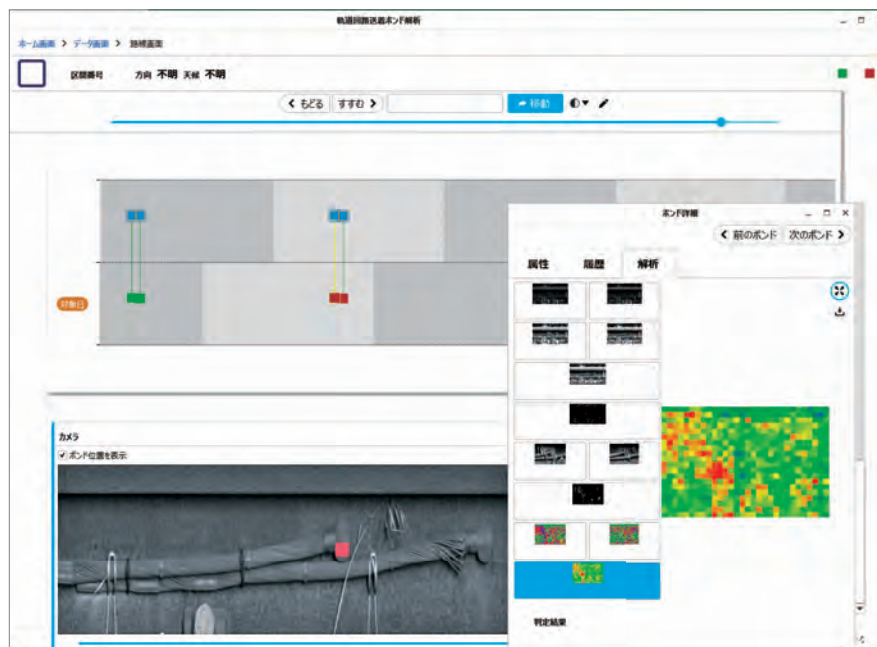 軌道回路送着ボンド解析
ホーム画面 > データ画面 > 路線画面
区間番号 方向 不明 天候 不明
もどる すすむ 移動
ボンド詳細
前のボンド 次のボンド
属性 履歴 解析
対象日
カメラ
ボンド位置を表示
判定結果